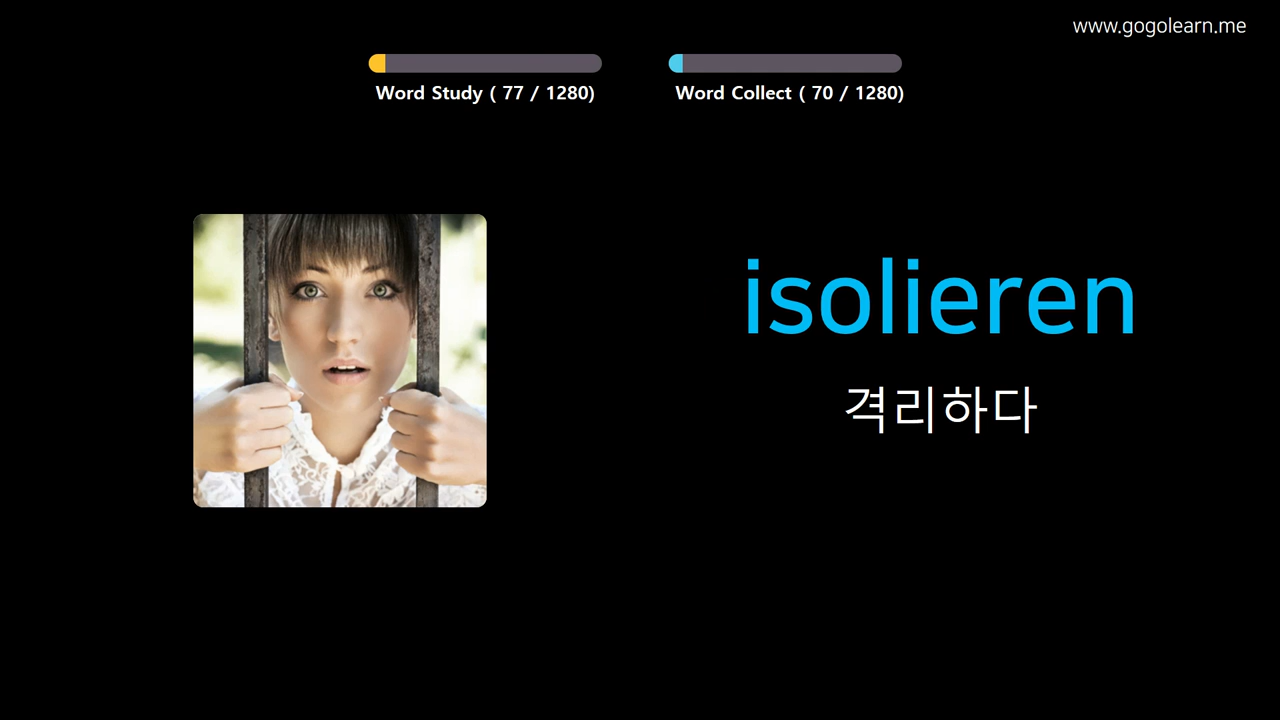 www.gogolearn.me
Word Study ( 77 / 1280)
Word Collect ( 70 / 1280)
isolieren
격리하다